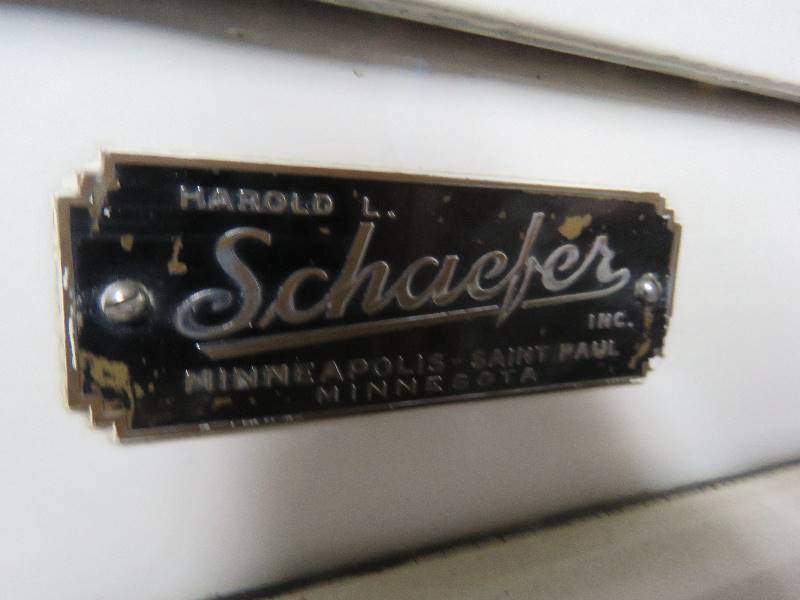 HAROLD L.
Schaefer
INC.
MINNEAPOLIS-SAINT PAUL
MINNESOTA